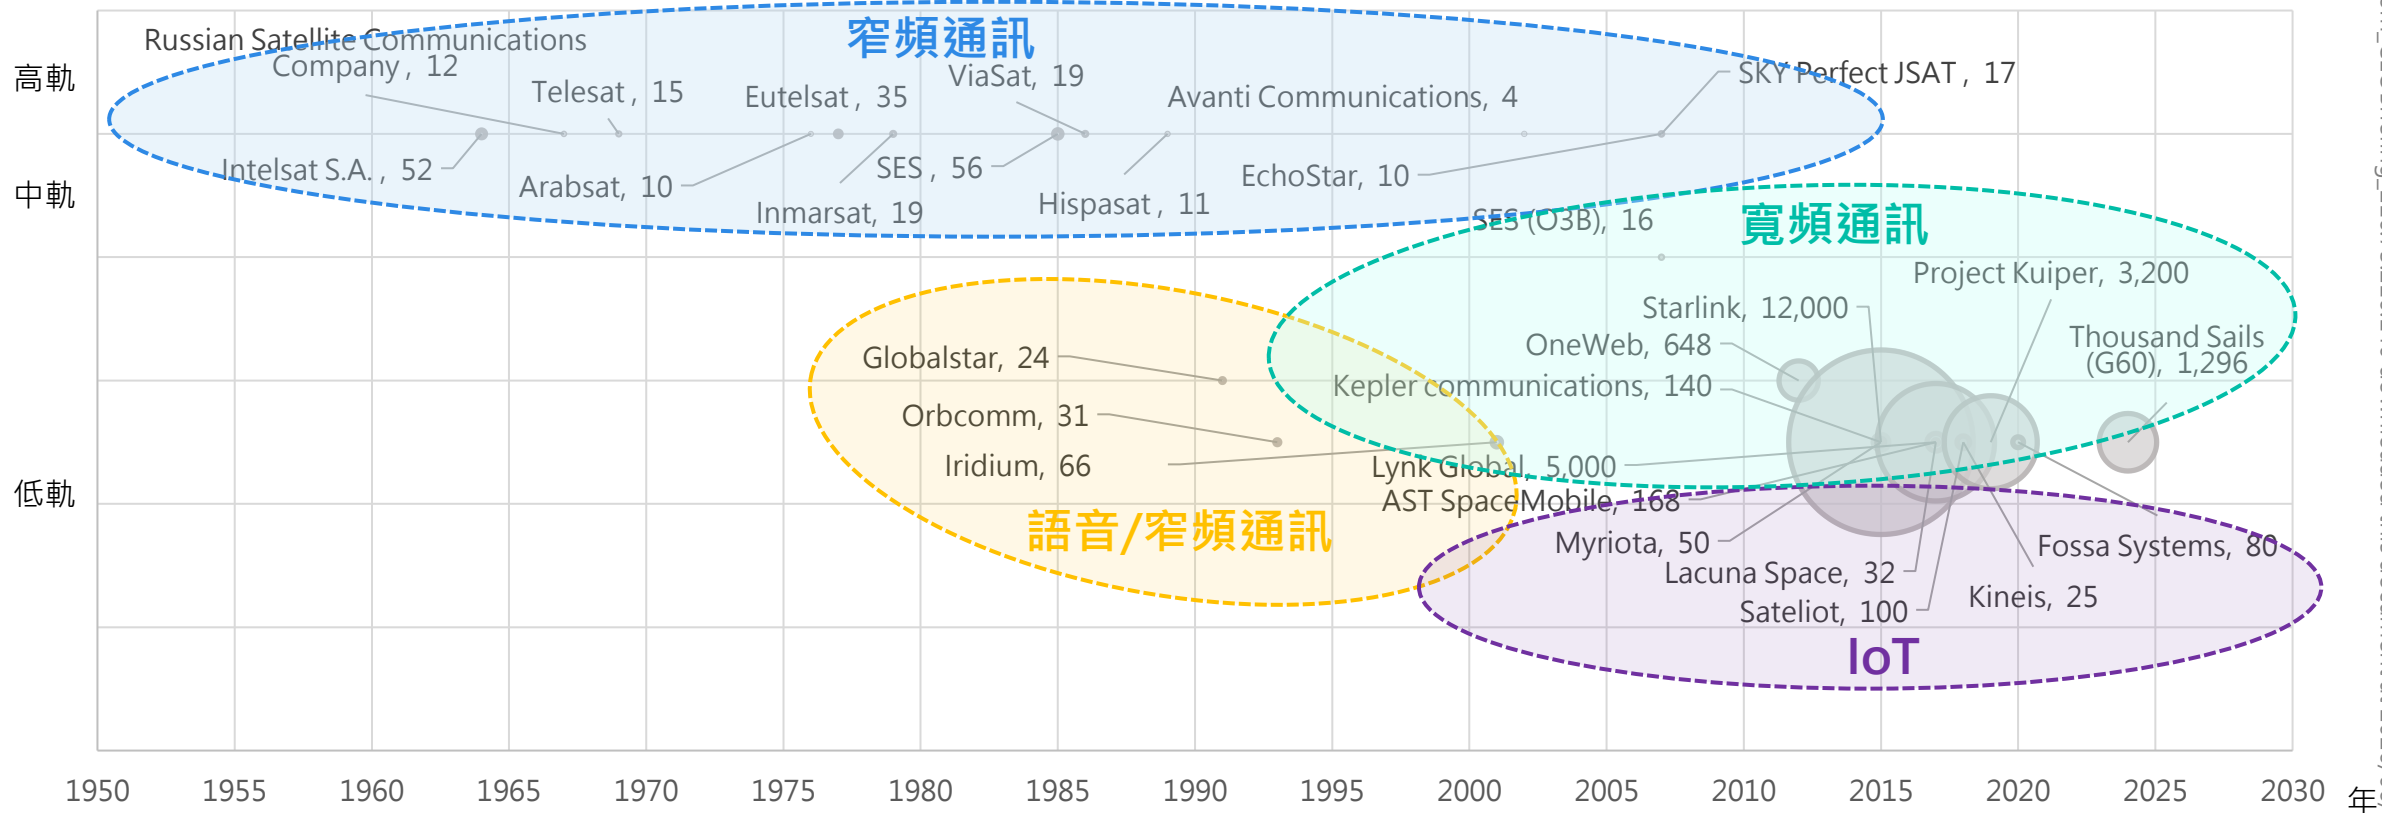 窄頻通訊
Russian Satellite Communications
Company , 12
高軌
ViaSat, 19
SKY Perfect JSAT , 17
Telesat , 15
Eutelsat , 35
Avanti Communications, 4
Intelsat S.A. , 52
SES , 56
EchoStar, 10
Arabsat, 10
中軌
Hispasat , 11
Inmarsat, 19
SES (O3B), 16
寬頻通訊
Project Kuiper, 3,200
Starlink, 12,000
Thousand Sails
(G60), 1,296
OneWeb, 648
Globalstar, 24
Kepler communications, 140
Orbcomm, 31
Iridium, 66
Lynk Global, 5,000
低軌
AST SpaceMobile, 168
語音/窄頻通訊
Myriota, 50
Fossa Systems, 80
Lacuna Space, 32
Kineis, 25
Sateliot, 100
IoT
1950 1955 1960 1965 1970 1975 1980 1985 1990 1995 2000 2005 2010 2015 2020 2025 2030 年